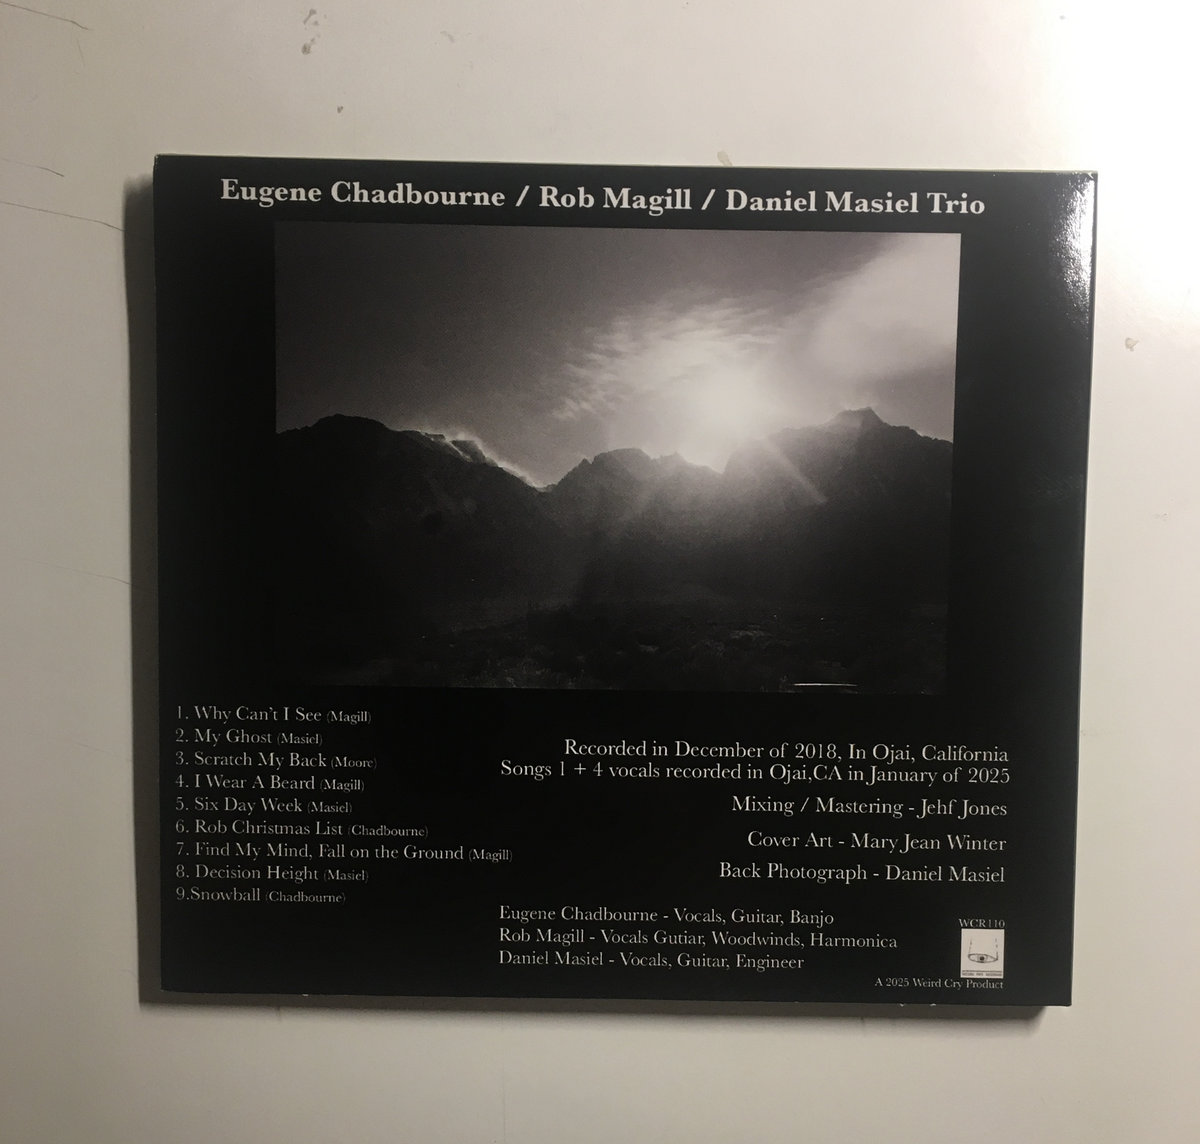 Eugene Chadbourne / Rob Magill / Daniel Masiel Trio
1. Why Can't I See (Magill)
2. My Ghost (Masiel)
3. Scratch My Back (Moore)
4. I Wear A Beard (Magill)
5. Six Day Week (Masiel)
6. Rob Christmas List (Chadbourne)
7. Find My Mind, Fall on the Ground (Magill)
8. Decision Height (Masiel)
9.Snowball (Chadbourne)
Recorded in December of 2018, In Ojai, California
Songs 1 + 4 vocals recorded in Ojai,CA in January of 2025
Mixing / Mastering - Jehf Jones
Cover Art - Mary Jean Winter
Back Photograph - Daniel Masiel
Eugene Chadbourne - Vocals, Guitar, Banjo
Rob Magill - Vocals Gutiar, Woodwinds, Harmonica
Daniel Masiel - Vocals, Guitar, Engineer
WCR110
A 2025 Weird Cry Product